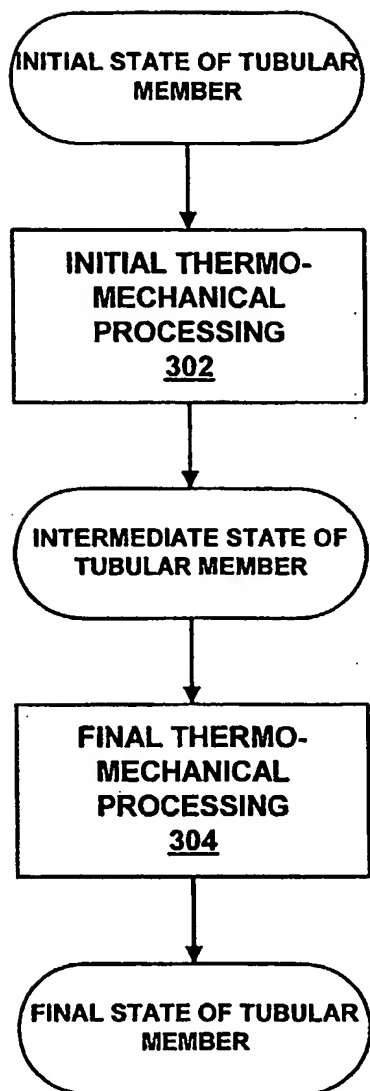 INITIAL STATE OF TUBULAR
MEMBER
INITIAL THERMO-
MECHANICAL
PROCESSING
302
INTERMEDIATE STATE OF
TUBULAR MEMBER
FINAL THERMO-
MECHANICAL
PROCESSING
304
FINAL STATE OF TUBULAR
MEMBER